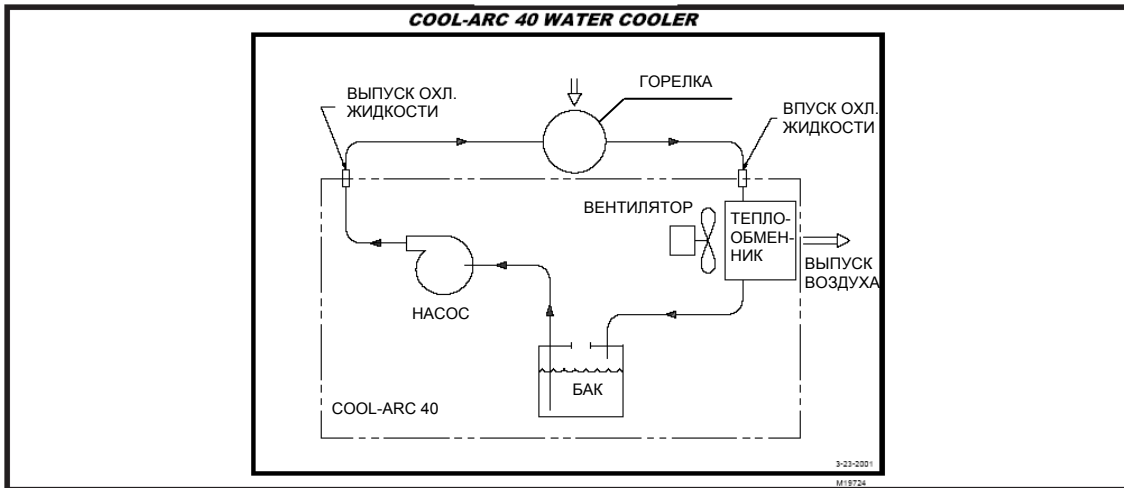 COOL-ARC 40 WATER COOLER
ГОРЕЛКА
ВЫПУСК ОХЛ.
ЖИДКОСТИ
ВПУСК ОХЛ.
ЖИДКОСТИ
ВЕНТИЛЯТОР
ТЕПЛО-
ОБМЕН-
НИК
ВЫПУСК
ВОЗДУХА
НАСОС
БАК
COOL-ARC 40
3-23-2001
M19724